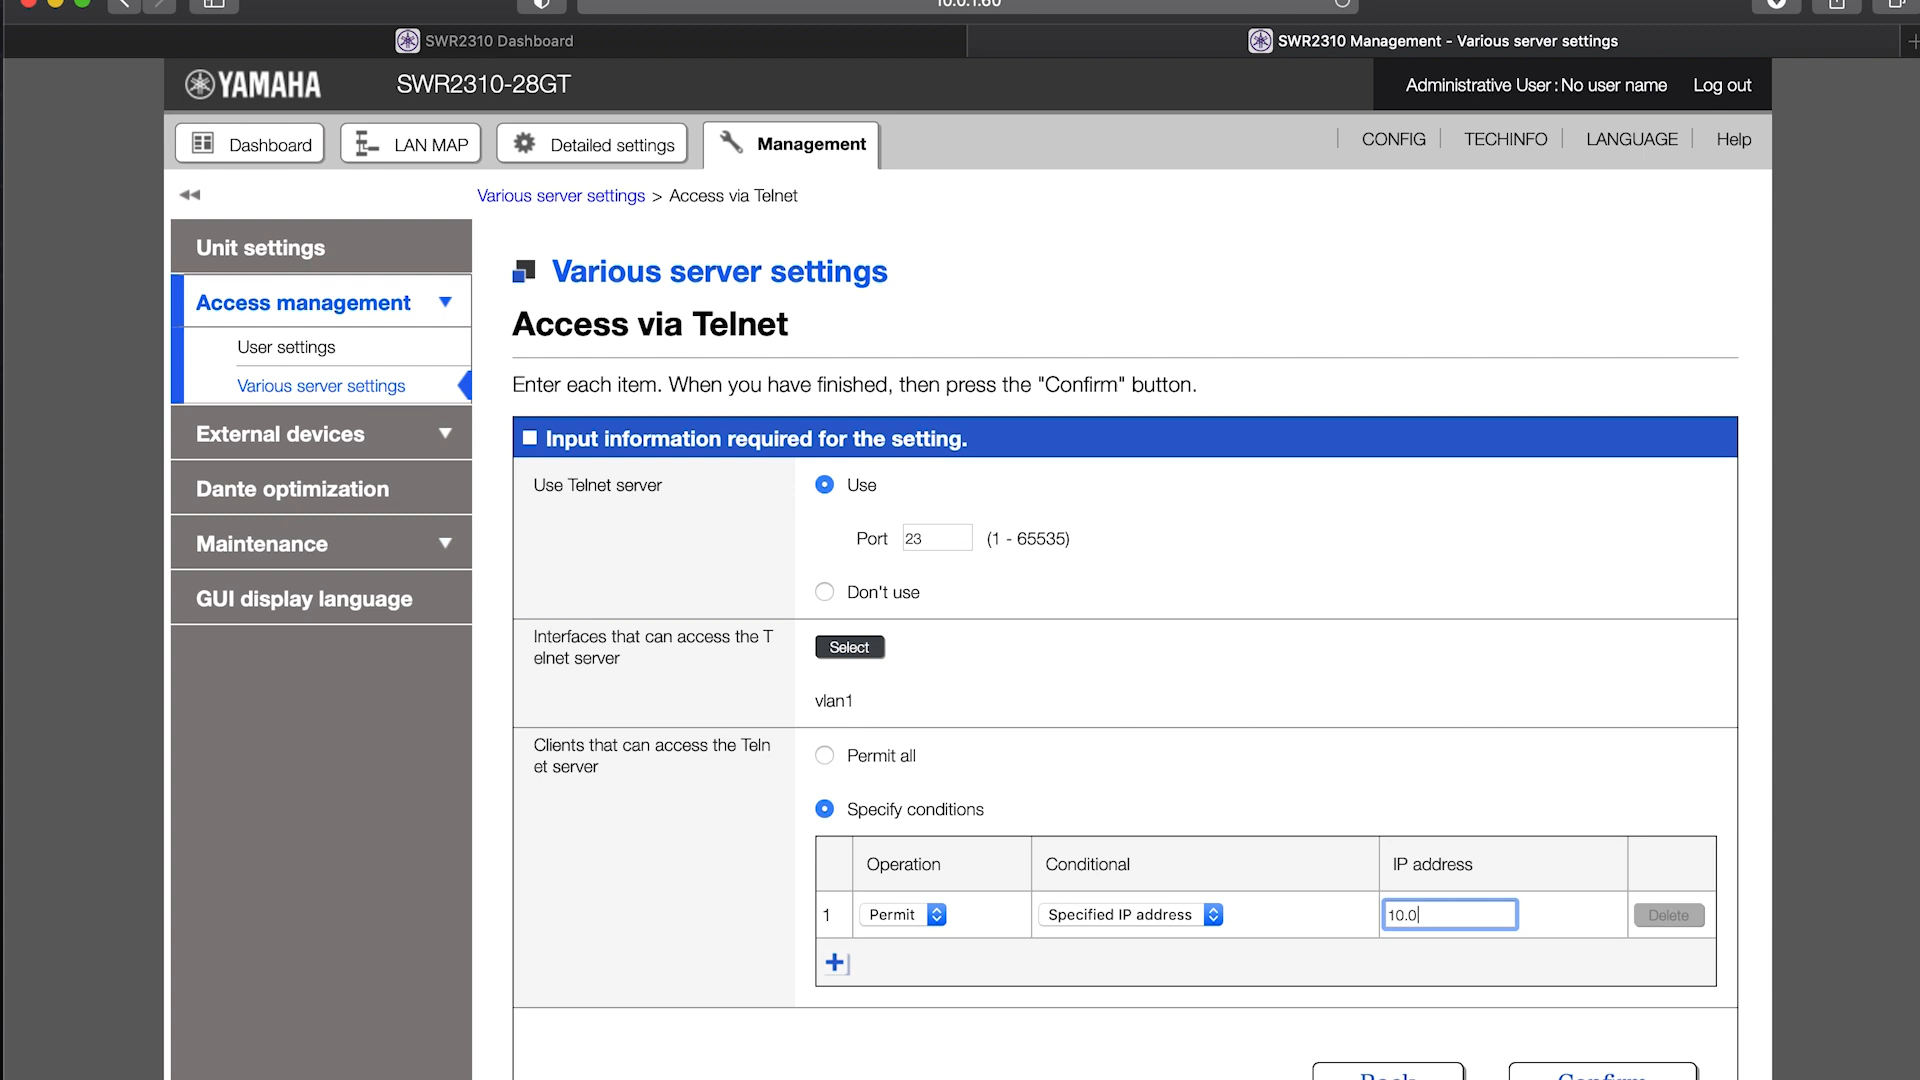 10.0.1.60
SWR2310 Dashboard
SWR2310 Management - Various server settings
YAMAHA
SWR2310-28GT
Administrative User : No user name
Log out
Dashboard
LAN MAP
Detailed settings
Management
CONFIG
TECHINFO
LANGUAGE
Help
Various server settings > Access via Telnet
Unit settings
Access management
User settings
Various server settings
External devices
Dante optimization
Maintenance
GUI display language
Various server settings
Access via Telnet
Enter each item. When you have finished, then press the "Confirm" button.
Input information required for the setting.
Use Telnet server
Use
Port 23 (1 - 65535)
Don't use
Interfaces that can access the T
elnet server
Select
vlan1
Clients that can access the Teln
et server
Permit all
Specify conditions
Operation
Conditional
IP address
1
Permit
Specified IP address
10.0
Delete
Back
Confirm